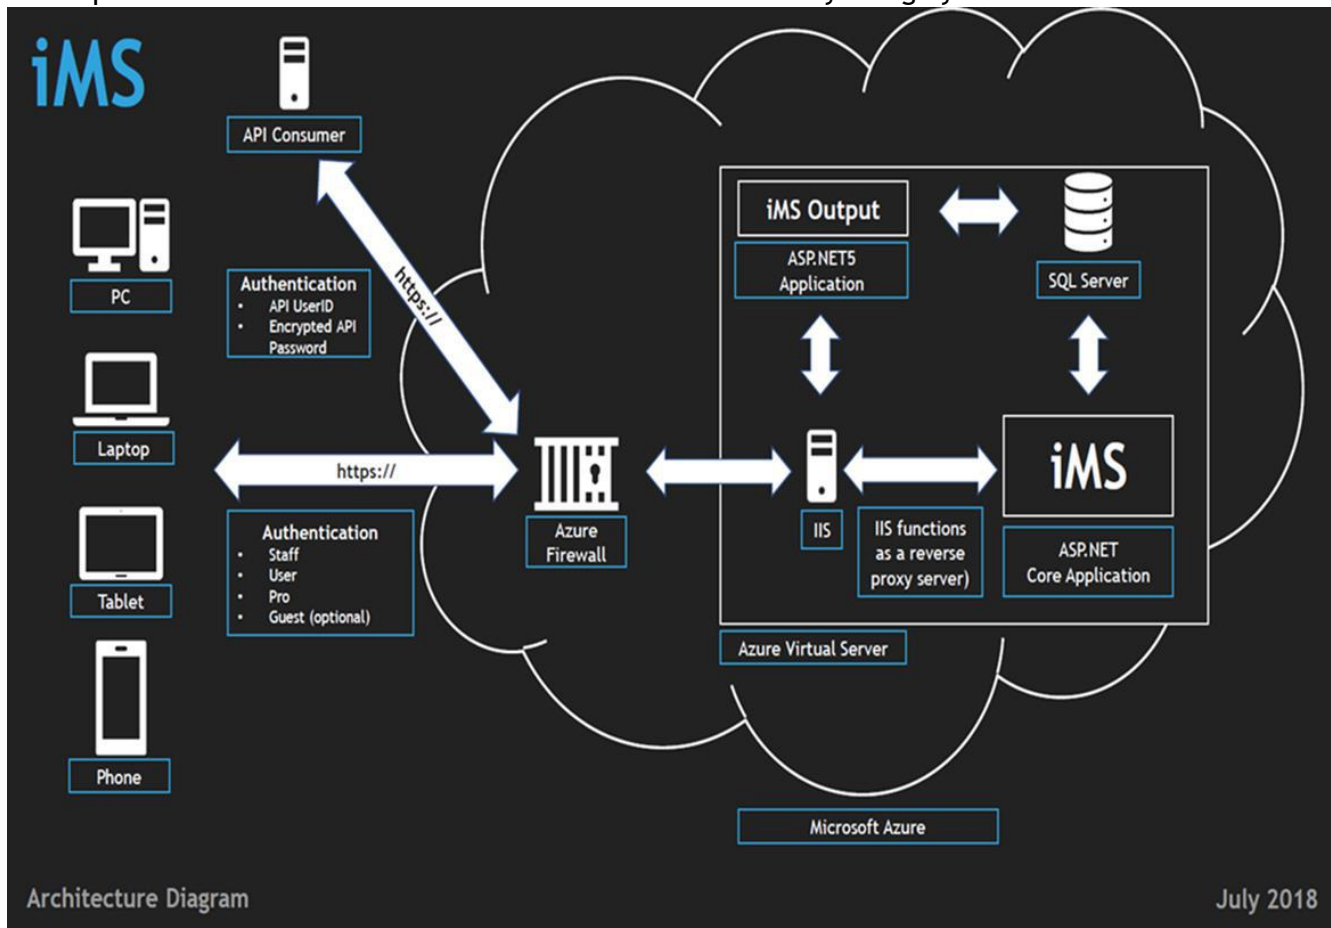 iMS
API Consumer
PC
Authentication
• API UserID
• Encrypted API
Password
https://
Laptop
https://
Tablet
Authentication
• Staff
• User
• Pro
• Guest (optional)
Phone
Azure
Firewall
iMS Output
ASP.NET5
Application
SQL Server
IIS
IIS functions
as a reverse
proxy server)
iMS
ASP.NET
Core Application
Azure Virtual Server
Microsoft Azure
Architecture Diagram
July 2018